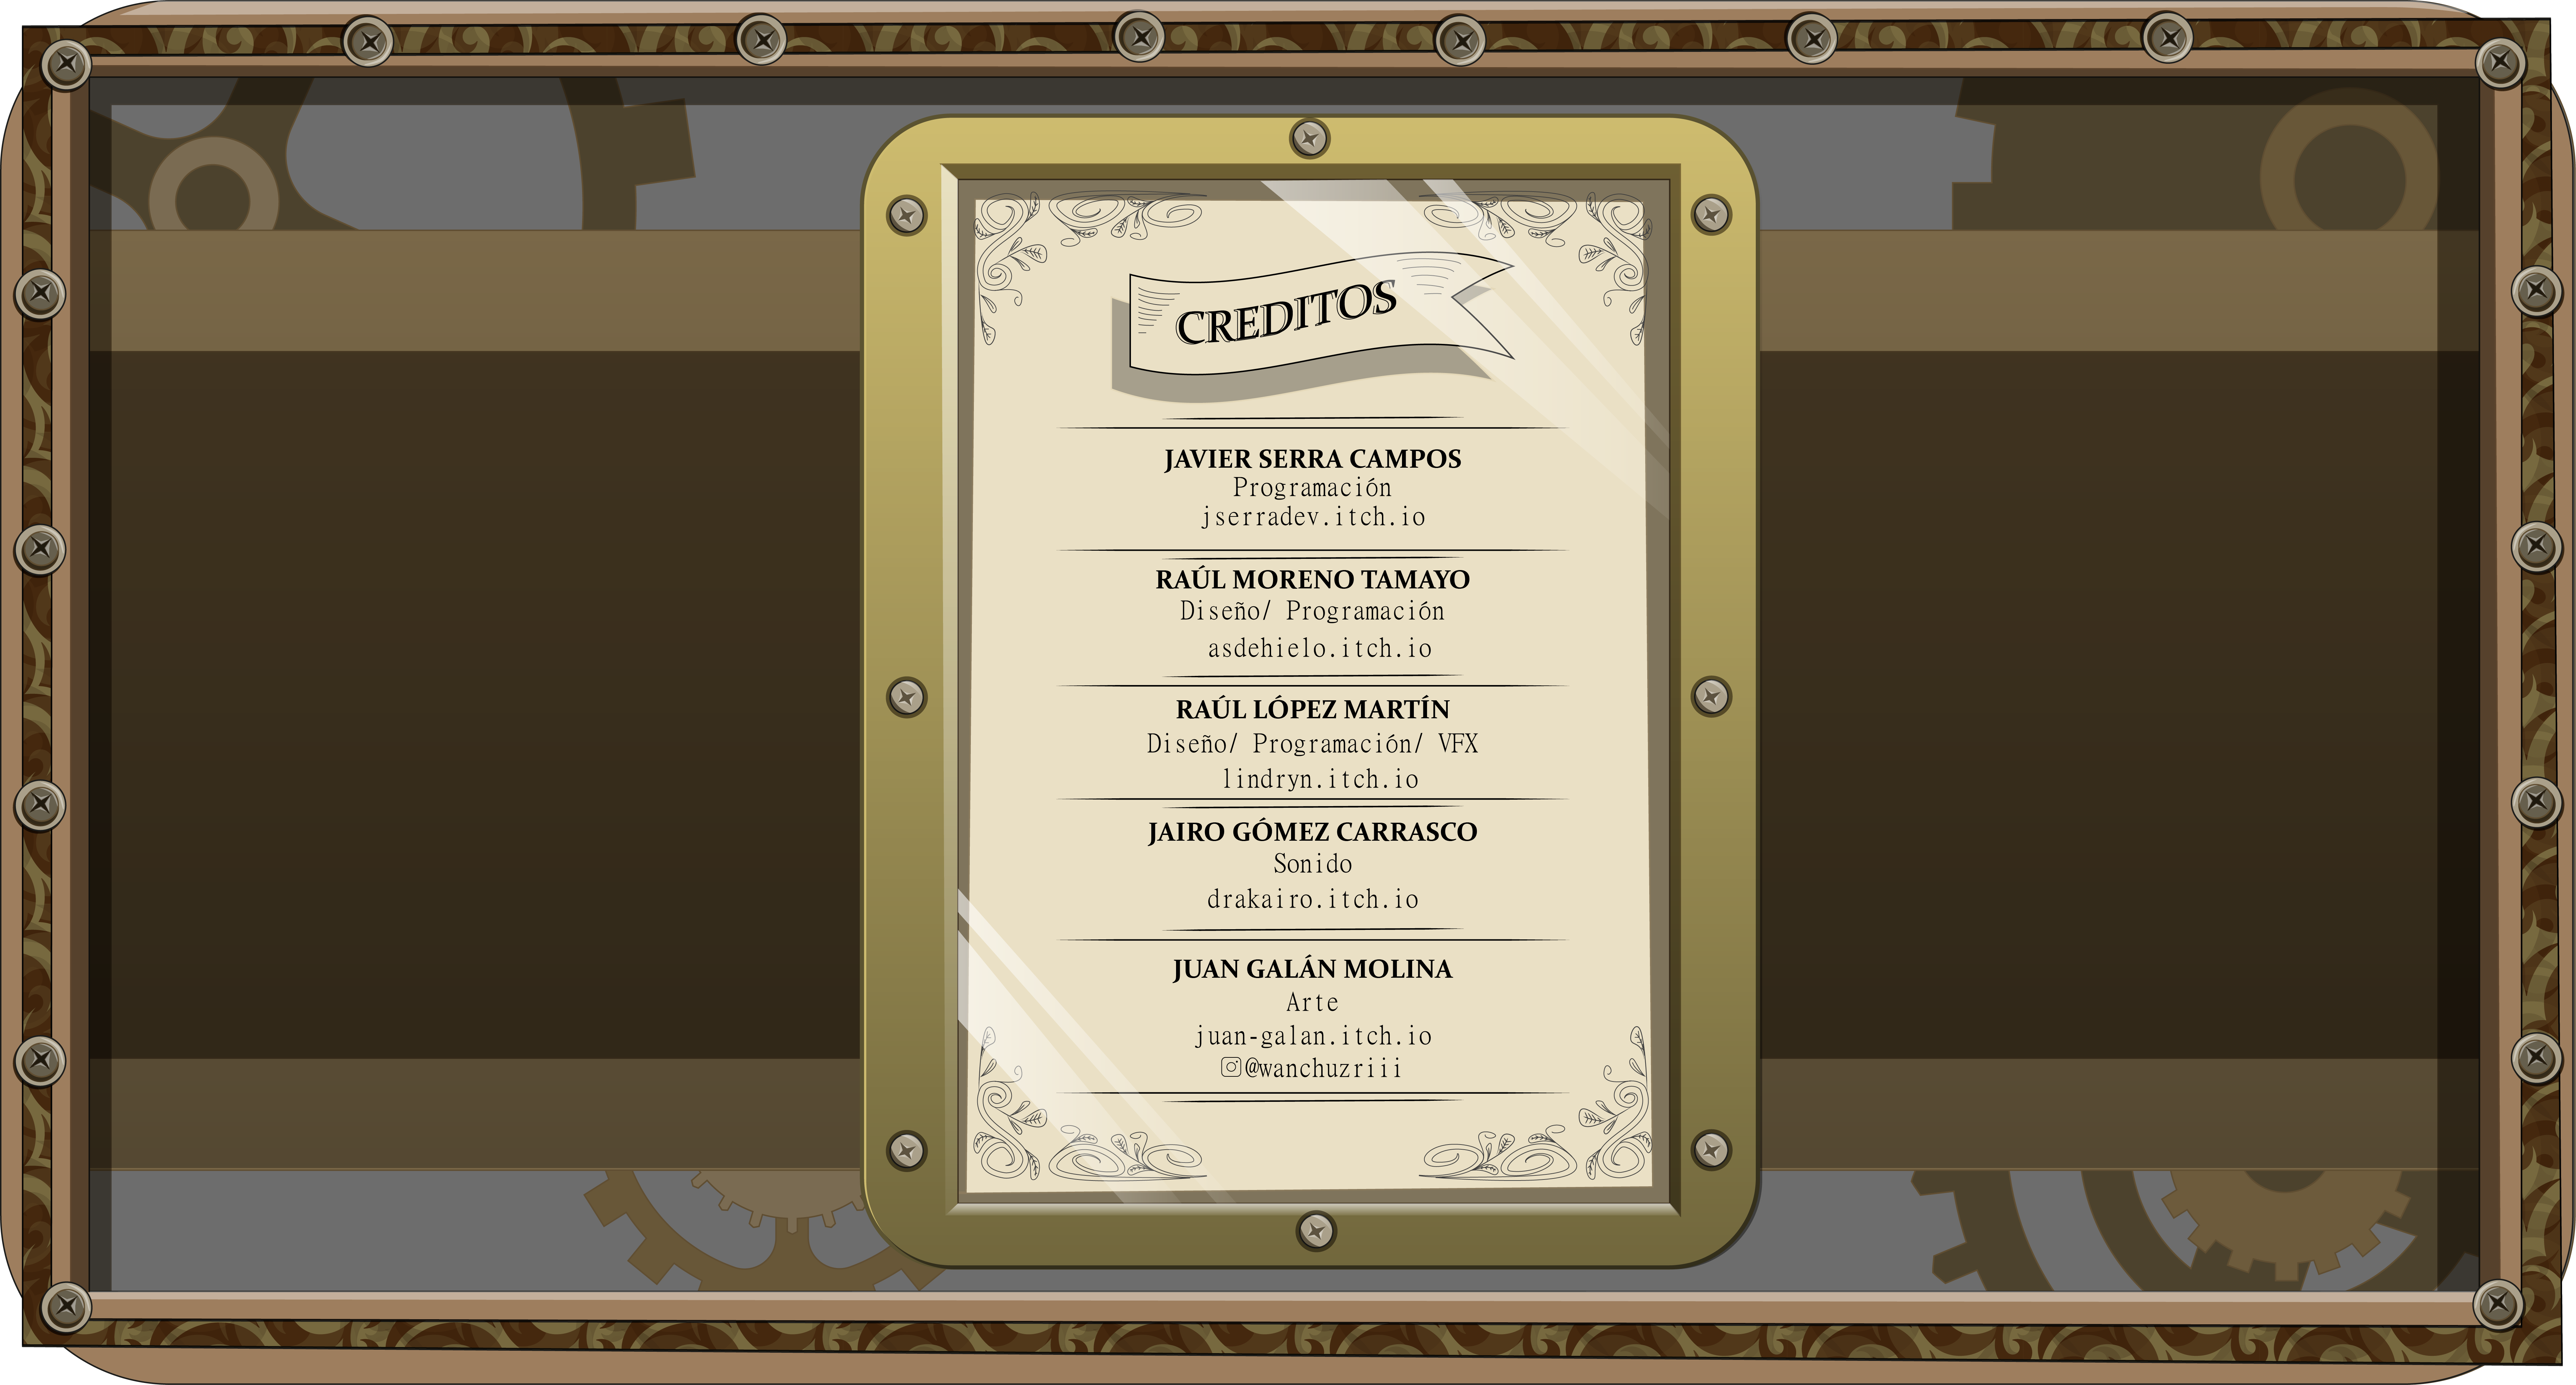 CREDITOS
JAVIER SERRA CAMPOS
Programación
jserradev.itch.io
RAÚL MORENO TAMAYO
Diseño/ Programación
asdehielo.itch.io
RAÚL LÓPEZ MARTÍN
Diseño/ Programación/ VFX
lindryn.itch.io
JAIRO GÓMEZ CARRASCO
Sonido
drakairo.itch.io
JUAN GALÁN MOLINA
Arte
juan-galan.itch.io
@wanchuzriii